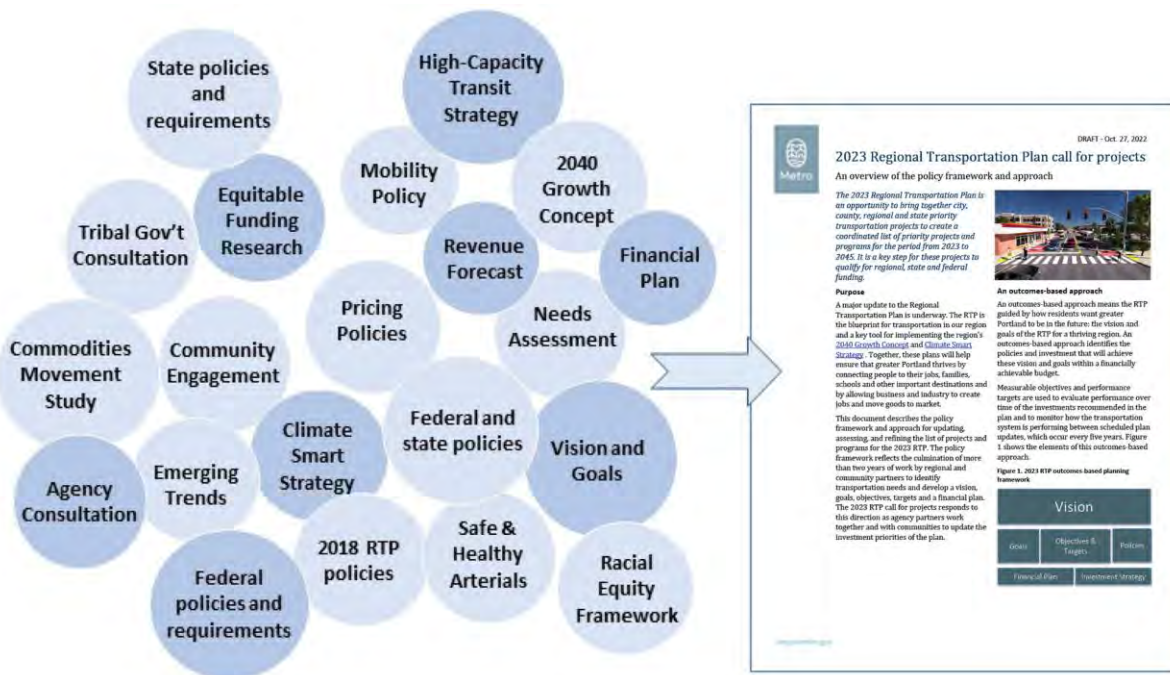 State policies
and
requirements
High-Capacity
Transit
Strategy
Mobility
Policy
2040
Growth
Concept
Equitable
Funding
Research
Tribal Gov't
Consultation
Revenue
Forecast
Financial
Plan
Pricing
Policies
Needs
Assessment
Commodities
Movement
Study
Community
Engagement
Climate
Smart
Strategy
Federal and
state policies
Vision and
Goals
Agency
Consultation
Emerging
Trends
2018 RTP
policies
Safe &
Healthy
Arterials
Racial
Equity
Framework
Federal
policies and
requirements
Metro
DRAFT - Oct. 27, 2022
2023 Regional Transportation Plan call for projects
An overview of the policy framework and approach
The 2023 Regional Transportation Plan is
an opportunity to bring together city,
county, regional and state priority
transportation projects to create a
coordinated list of priority projects and
programs for the period from 2023 to
2045. It is a key step for these projects to
qualify for regional, state and federal
funding.
Purpose
A major update to the Regional
Transportation Plan is underway. The RTP is
the blueprint for transportation in our region
and a key tool for implementing the region's
2040 Growth Concept and Climate Smart
Strategy . Together, these plans will help
ensure that greater Portland thrives by
connecting people to their jobs, families,
schools and other important destinations and
by allowing business and industry to create
jobs and move goods to market.
This document describes the policy
framework and approach for updating,
assessing, and refining the list of projects and
programs for the 2023 RTP. The policy
framework reflects the culmination of more
than two years of work by regional and
community partners to identify
transportation needs and develop a vision,
goals, objectives, targets and a financial plan.
The 2023 RTP call for projects responds to
this direction as agency partners work
together and with communities to update the
investment priorities of the plan.
An outcomes-based approach
An outcomes-based approach means the RTP
guided by how residents want greater
Portland to be in the future: the vision and
goals of the RTP for a thriving region. An
outcomes-based approach identifies the
policies and investment that will achieve
these vision and goals within a financially
achievable budget.
Measurable objectives and performance
targets are used to evaluate performance over
time of the investments recommended in the
plan and to monitor how the transportation
system is performing between scheduled plan
updates, which occur every five years. Figure
1 shows the elements of this outcomes-based
approach.
Figure 1. 2023 RTP outcomes-based planning
framework
Vision
Goals
Objectives &
Targets
Policies
Financial Plan
Investment Strategy